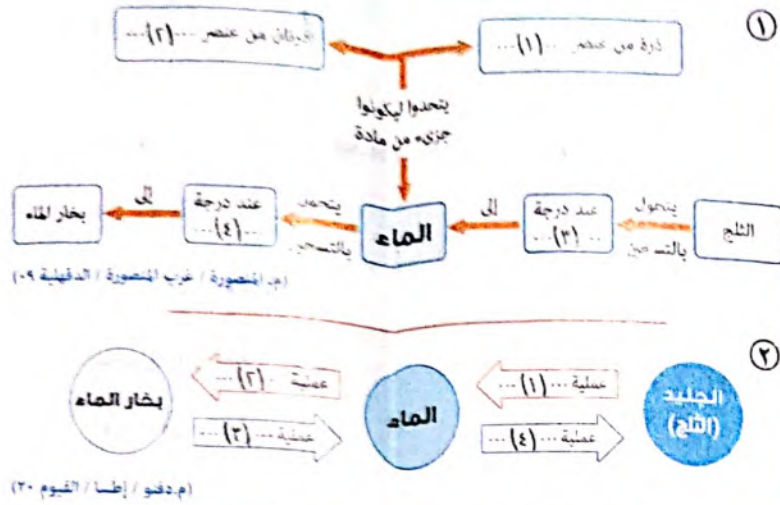 ①
ذرة من عنصر ...(١)...
ذرتان من عنصر ...(٢)...
يتحدوا ليكونوا
جزىء من مادة
الثلج
يتحول
بالتسخين
عند درجة
...(٣)...
إلى
الماء
يتحول
بالتسخين
عند درجة
...(٤)...
إلى
بخار الماء
(م. المنصورة / غرب المنصورة / الدقهلية ٠٩)
②
الجليد
(الثلج)
عملية ...(١)...
عملية ...(٤)...
الماء
عملية ...(٢)...
عملية ...(٣)...
بخار الماء
(م.دفنو / إطسا / الفيوم ٢٠)